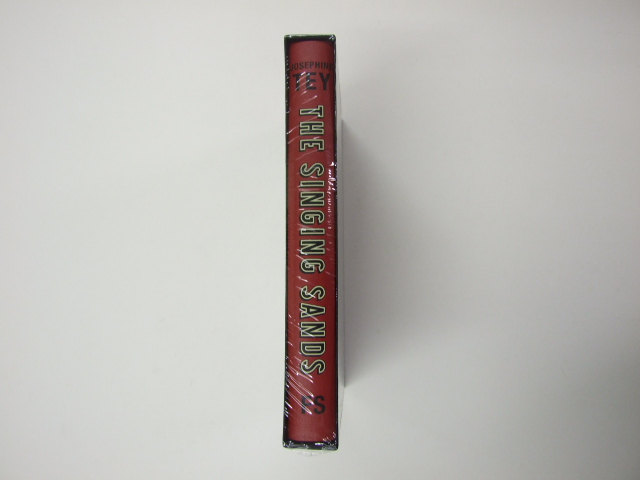 JOSEPHINE
TEY
THE SINGING SANDS
FS